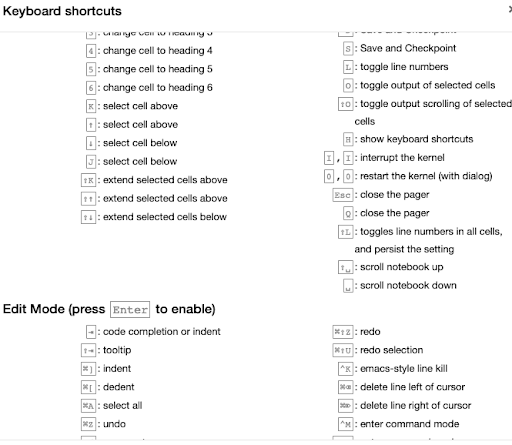 Keyboard shortcuts
3 : change cell to heading 3
4 : change cell to heading 4
5 : change cell to heading 5
6 : change cell to heading 6
K : select cell above
↑ : select cell above
↓ : select cell below
J : select cell below
⇧K : extend selected cells above
⇧↑ : extend selected cells above
⇧↓ : extend selected cells below
S : Save and Checkpoint
L : toggle line numbers
O : toggle output of selected cells
⇧O : toggle output scrolling of selected
cells
H : show keyboard shortcuts
I , I : interrupt the kernel
0 , 0 : restart the kernel (with dialog)
Esc : close the pager
Q : close the pager
⇧L : toggles line numbers in all cells,
and persist the setting
⇧␣ : scroll notebook up
␣ : scroll notebook down
Edit Mode (press Enter to enable)
⇥ : code completion or indent
⇧⇥ : tooltip
⌘] : indent
⌘[ : dedent
⌘A : select all
⌘Z : undo
⌘⇧Z : redo
⌘⇧U : redo selection
⌃K : emacs-style line kill
⌘⌫ : delete line left of cursor
⌘⌦ : delete line right of cursor
⌃M : enter command mode